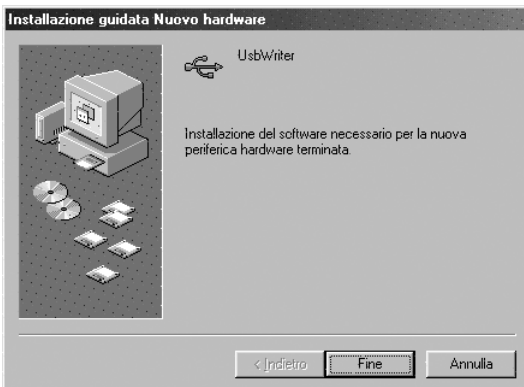 Installazione guidata Nuovo hardware
UsbWriter
Installazione del software necessario per la nuova
periferica hardware terminata.
< Indietro
Fine
Annulla